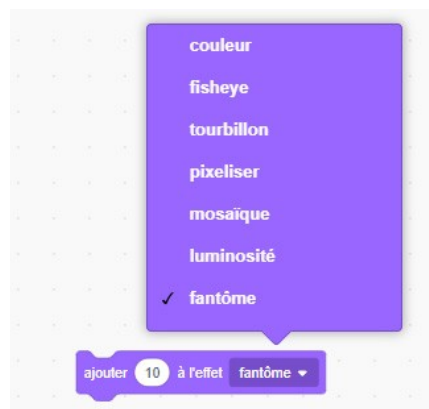 couleur
fisheye
tourbillon
pixeliser
mosaïque
luminosité
✓ fantôme
ajouter 10 à l'effet fantôme